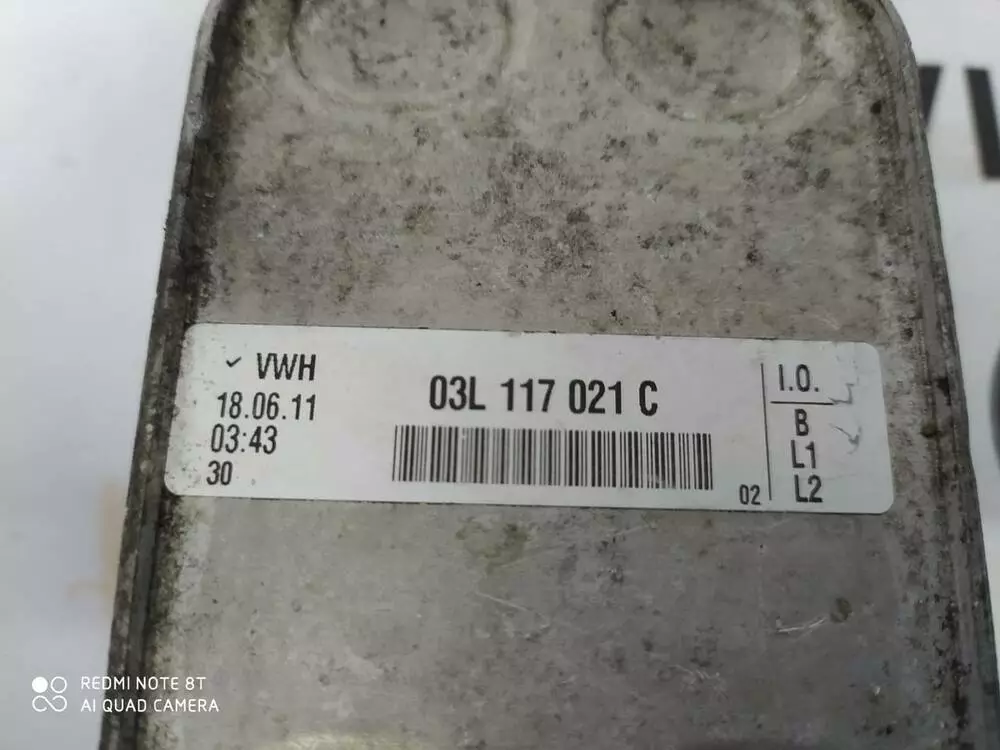 VWH
18.06.11
03:43
30
03L 117 021 C
02
I.O.
B
L1
L2
REDMI NOTE 8T
AI QUAD CAMERA